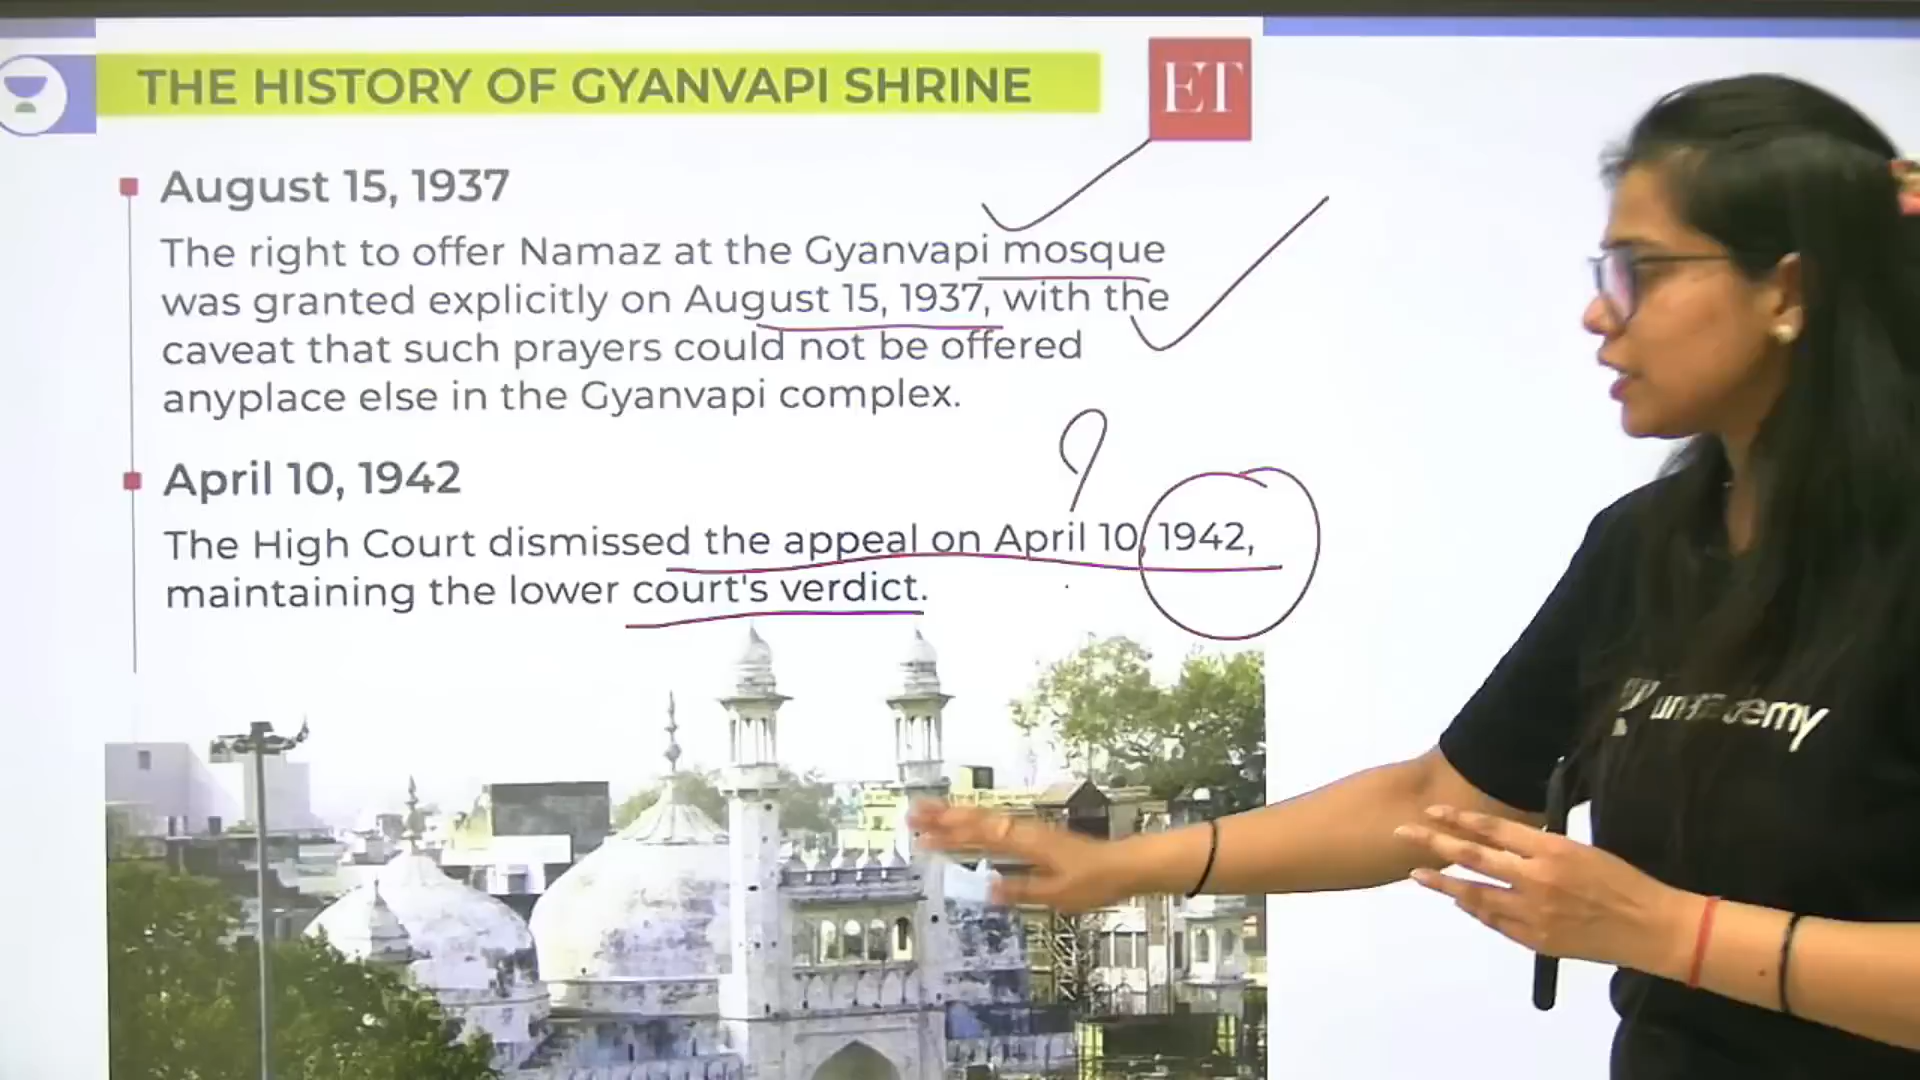 THE HISTORY OF GYANVAPI SHRINE
ET
August 15, 1937
The right to offer Namaz at the Gyanvapi mosque
was granted explicitly on August 15, 1937, with the
caveat that such prayers could not be offered
anyplace else in the Gyanvapi complex.
April 10, 1942
The High Court dismissed the appeal on April 10, 1942,
maintaining the lower court's verdict.